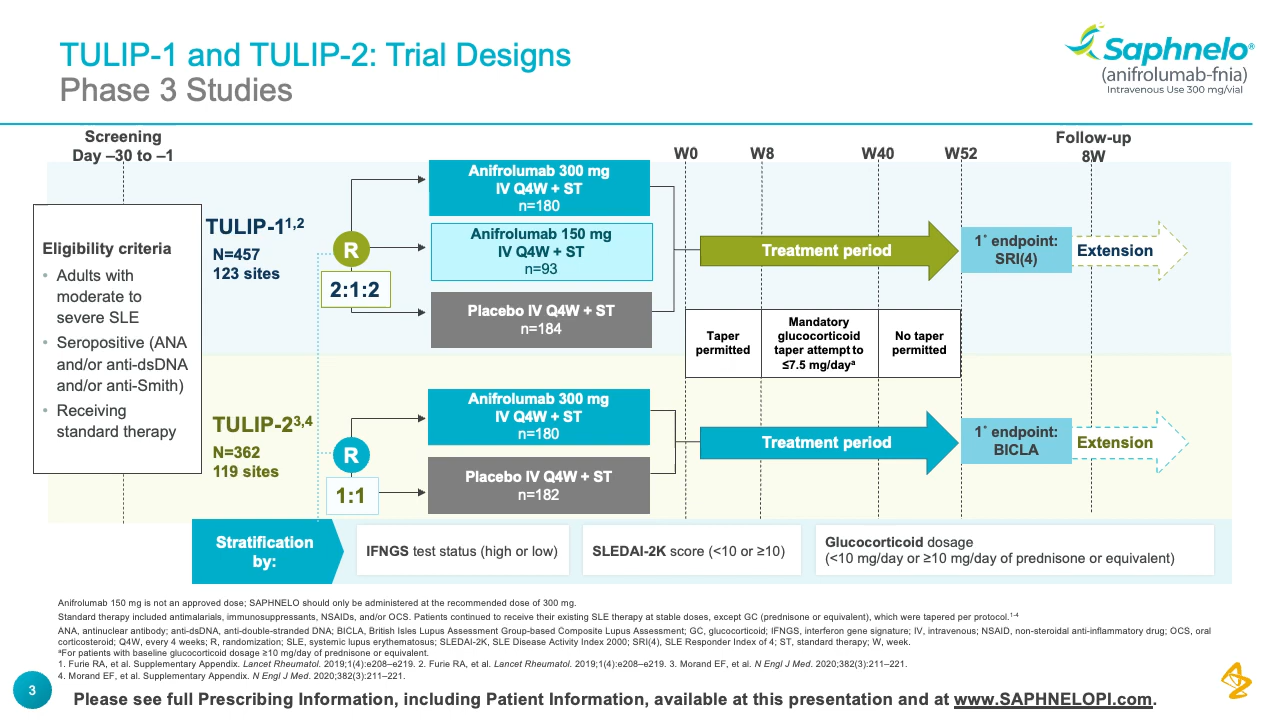 TULIP-1 and TULIP-2: Trial Designs
Phase 3 Studies
Saphnelo®
(anifrolumab-fnia)
Intravenous Use 300 mg/vial
Screening
Day –30 to –1
W0
W8
W40
W52
Follow-up
8W
Eligibility criteria
• Adults with
moderate to
severe SLE
• Seropositive (ANA
and/or anti-dsDNA
and/or anti-Smith)
• Receiving
standard therapy
TULIP-1¹,²
N=457
123 sites
R
2:1:2
Anifrolumab 300 mg
IV Q4W + ST
n=180
Anifrolumab 150 mg
IV Q4W + ST
n=93
Placebo IV Q4W + ST
n=184
Treatment period
1* endpoint:
SRI(4)
Extension
Taper
permitted
Mandatory
glucocorticoid
taper attempt to
≤7.5 mg/dayᵃ
No taper
permitted
TULIP-2³,⁴
N=362
119 sites
R
1:1
Anifrolumab 300 mg
IV Q4W + ST
n=180
Placebo IV Q4W + ST
n=182
Treatment period
1* endpoint:
BICLA
Extension
Stratification
by:
IFNGS test status (high or low)
SLEDAI-2K score (<10 or ≥10)
Glucocorticoid dosage
(<10 mg/day or ≥10 mg/day of prednisone or equivalent)
Anifrolumab 150 mg is not an approved dose; SAPHNELO should only be administered at the recommended dose of 300 mg.
Standard therapy included antimalarials, immunosuppressants, NSAIDs, and/or OCS. Patients continued to receive their existing SLE therapy at stable doses, except GC (prednisone or equivalent), which were tapered per protocol.¹⁻⁴
ANA, antinuclear antibody; anti-dsDNA, anti-double-stranded DNA; BICLA, British Isles Lupus Assessment Group-based Composite Lupus Assessment; GC, glucocorticoid; IFNGS, interferon gene signature; IV, intravenous; NSAID, non-steroidal anti-inflammatory drug; OCS, oral
corticosteroid; Q4W, every 4 weeks; R, randomization; SLE, systemic lupus erythematosus; SLEDAI-2K, SLE Disease Activity Index 2000; SRI(4), SLE Responder Index of 4; ST, standard therapy; W, week.
ᵃFor patients with baseline glucocorticoid dosage ≥10 mg/day of prednisone or equivalent.
1. Furie RA, et al. Supplementary Appendix. Lancet Rheumatol. 2019;1(4):e208–e219. 2. Furie RA, et al. Lancet Rheumatol. 2019;1(4):e208–e219. 3. Morand EF, et al. N Engl J Med. 2020;382(3):211–221.
4. Morand EF, et al. Supplementary Appendix. N Engl J Med. 2020;382(3):211–221.
3
Please see full Prescribing Information, including Patient Information, available at this presentation and at www.SAPHNELOPI.com.